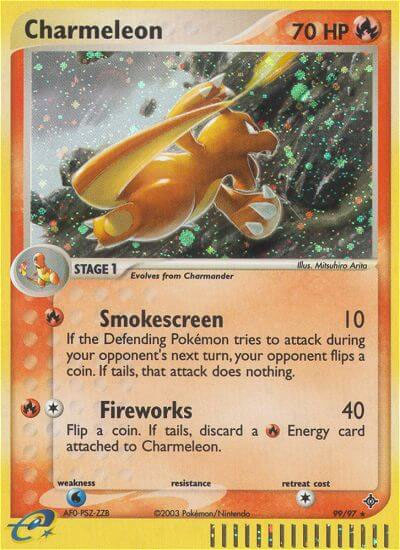 Charmeleon 70 HP
Illus. Mitsuhiro Arita
STAGE 1
Evolves from Charmander
Smokescreen 10
If the Defending Pokémon tries to attack during
your opponent's next turn, your opponent flips a
coin. If tails, that attack does nothing.
Fireworks 40
Flip a coin. If tails, discard a Energy card
attached to Charmeleon.
weakness resistance retreat cost
AF0-PSZ-ZZB ©2003 Pokémon/Nintendo 99/97 ★
e